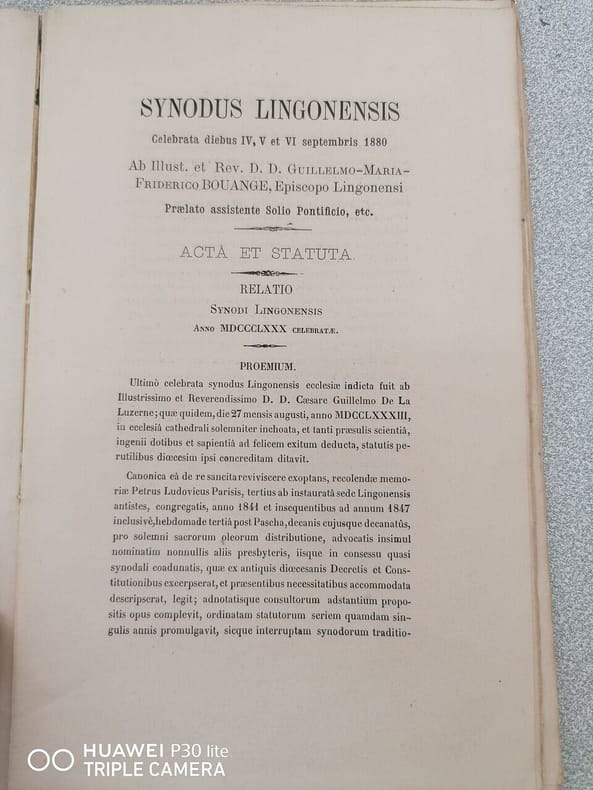 SYNODUS LINGONENSIS
Celebrata diebus IV, V et VI septembris 1880
Ab Illust. et Rev. D. D. Guillelmo-Maria-
Friderico BOUANGE, Episcopo Lingonensi
Prælato assistente Solio Pontificio, etc.
ACTA ET STATUTA.
RELATIO
Synodi Lingonensis
Anno MDCCCLXXX celebratæ.
PROEMIUM.
Ultimò celebrata synodus Lingonensis ecclesiæ indicta fuit ab
Illustrissimo et Reverendissimo D. D. Cæsare Guillelmo De La
Luzerne; quæ quidem, die 27 mensis augusti, anno MDCCLXXXIII,
in ecclesiâ cathedrali solemniter inchoata, et tanti præsulis scientiâ,
ingenii dotibus et sapientiâ ad felicem exitum deducta, statutis pe-
rutilibus diœcesim ipsi concreditam ditavit.
Canonica eâ de re sancita reviviscere exoptans, recolendæ memo-
riæ Petrus Ludovicus Parisis, tertius ab instauratâ sede Lingonensis
antistes, congregatis, anno 1841 et insequentibus ad annum 1847
inclusivè, hebdomade tertiâ post Pascha, decanis cujusque decanatûs,
pro solemni sacrorum oleorum distributione, advocatis insimul
nominatim nonnullis aliis presbyteris, iisque in consessu quasi
synodali coadunatis, quæ ex antiquis diœcesanis Decretis et Cons-
titutionibus excerpserat, et præsentibus necessitatibus accommodata
descripserat, legit; adnotatisque consultorum adstantium propo-
sitis opus complevit, ordinatam statutorum seriem quamdam sin-
gulis annis promulgavit, sicque interruptam synodorum traditio-
HUAWEI P30 lite
TRIPLE CAMERA